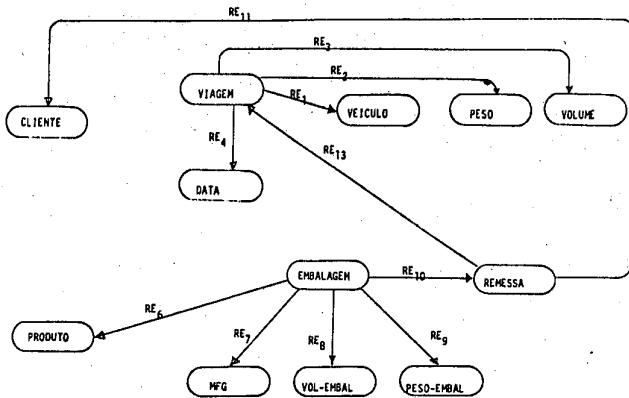 RE11
RE3
RE2
VIAGEM
RE1
VEICULO
PESO
VOLUME
CLIENTE
RE4
RE13
DATA
EMBALAGEM
RE10
REMESSA
RE6
PRODUTO
RE7
RE8
RE9
MFG
VOL-EMBAL
PESO-EMBAL